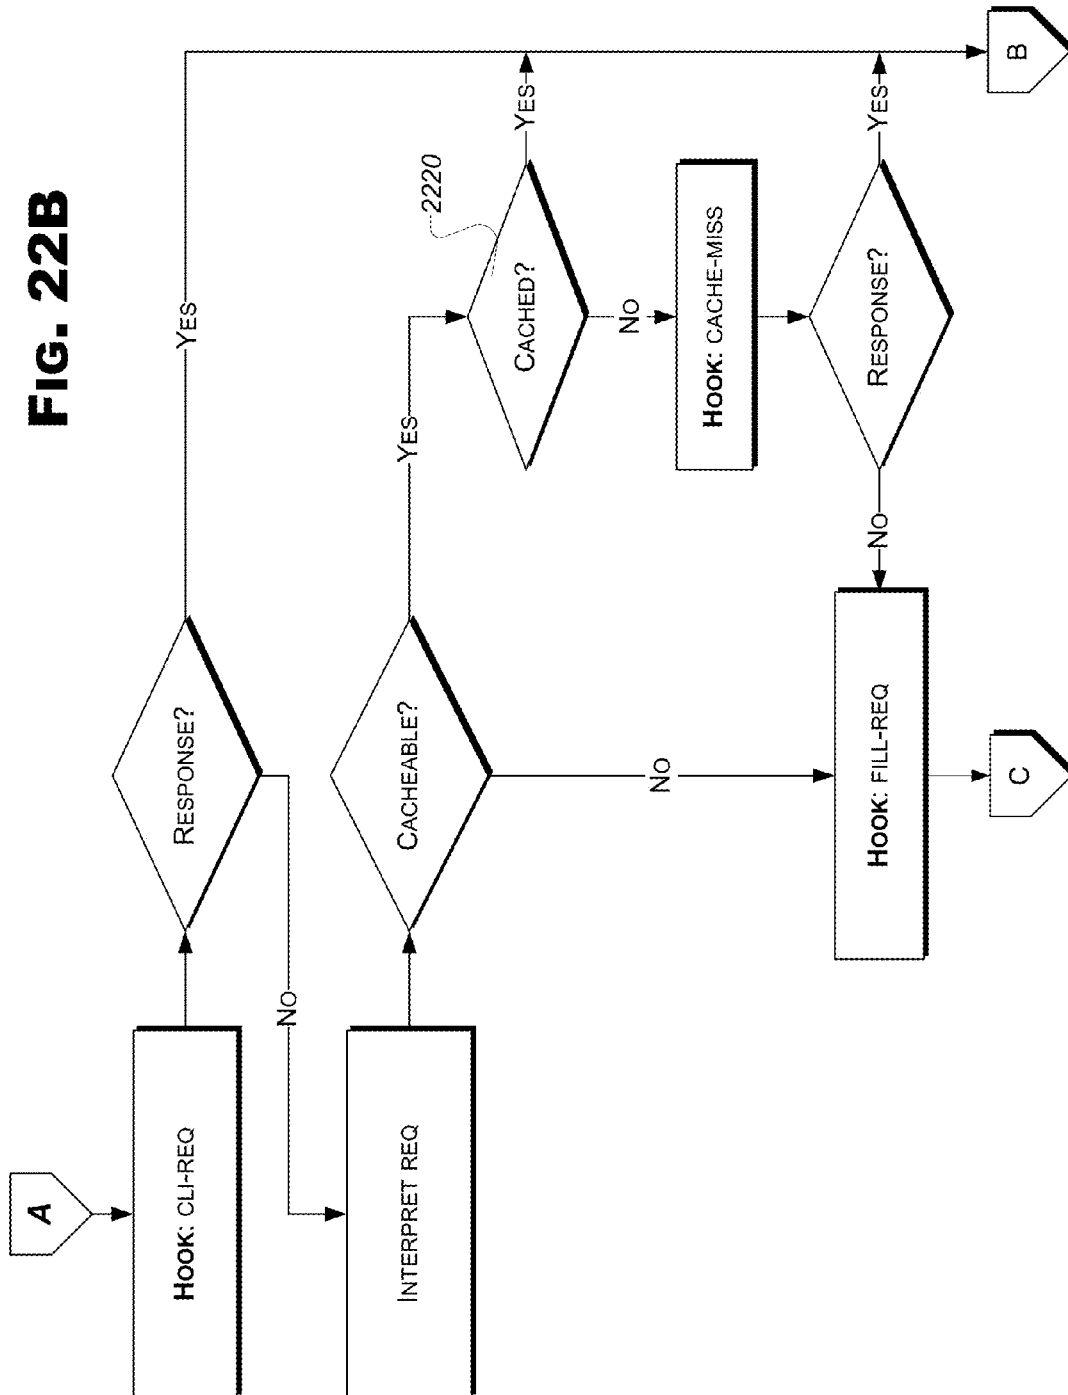 FIG. 22B
A
HOOK: CLI-REQ
RESPONSE?
YES
NO
INTERPRET REQ
CACHEABLE?
YES
NO
CACHED?
2220
YES
NO
HOOK: CACHE-MISS
RESPONSE?
YES
NO
HOOK: FILL-REQ
B
C